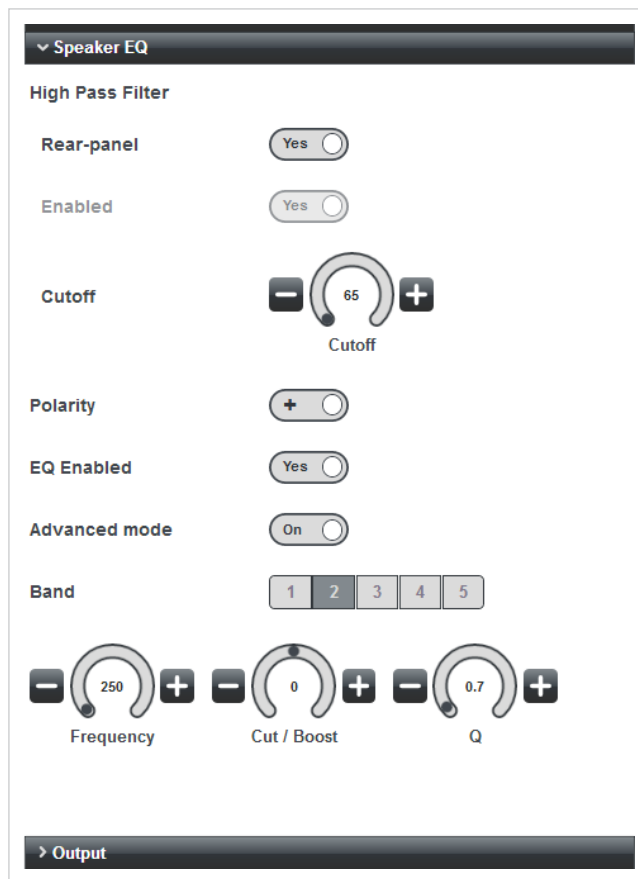 Speaker EQ
High Pass Filter
Rear-panel Yes
Enabled Yes
Cutoff 65
Cutoff
Polarity +
EQ Enabled Yes
Advanced mode On
Band 1 2 3 4 5
250 0 0.7
Frequency Cut / Boost Q
Output